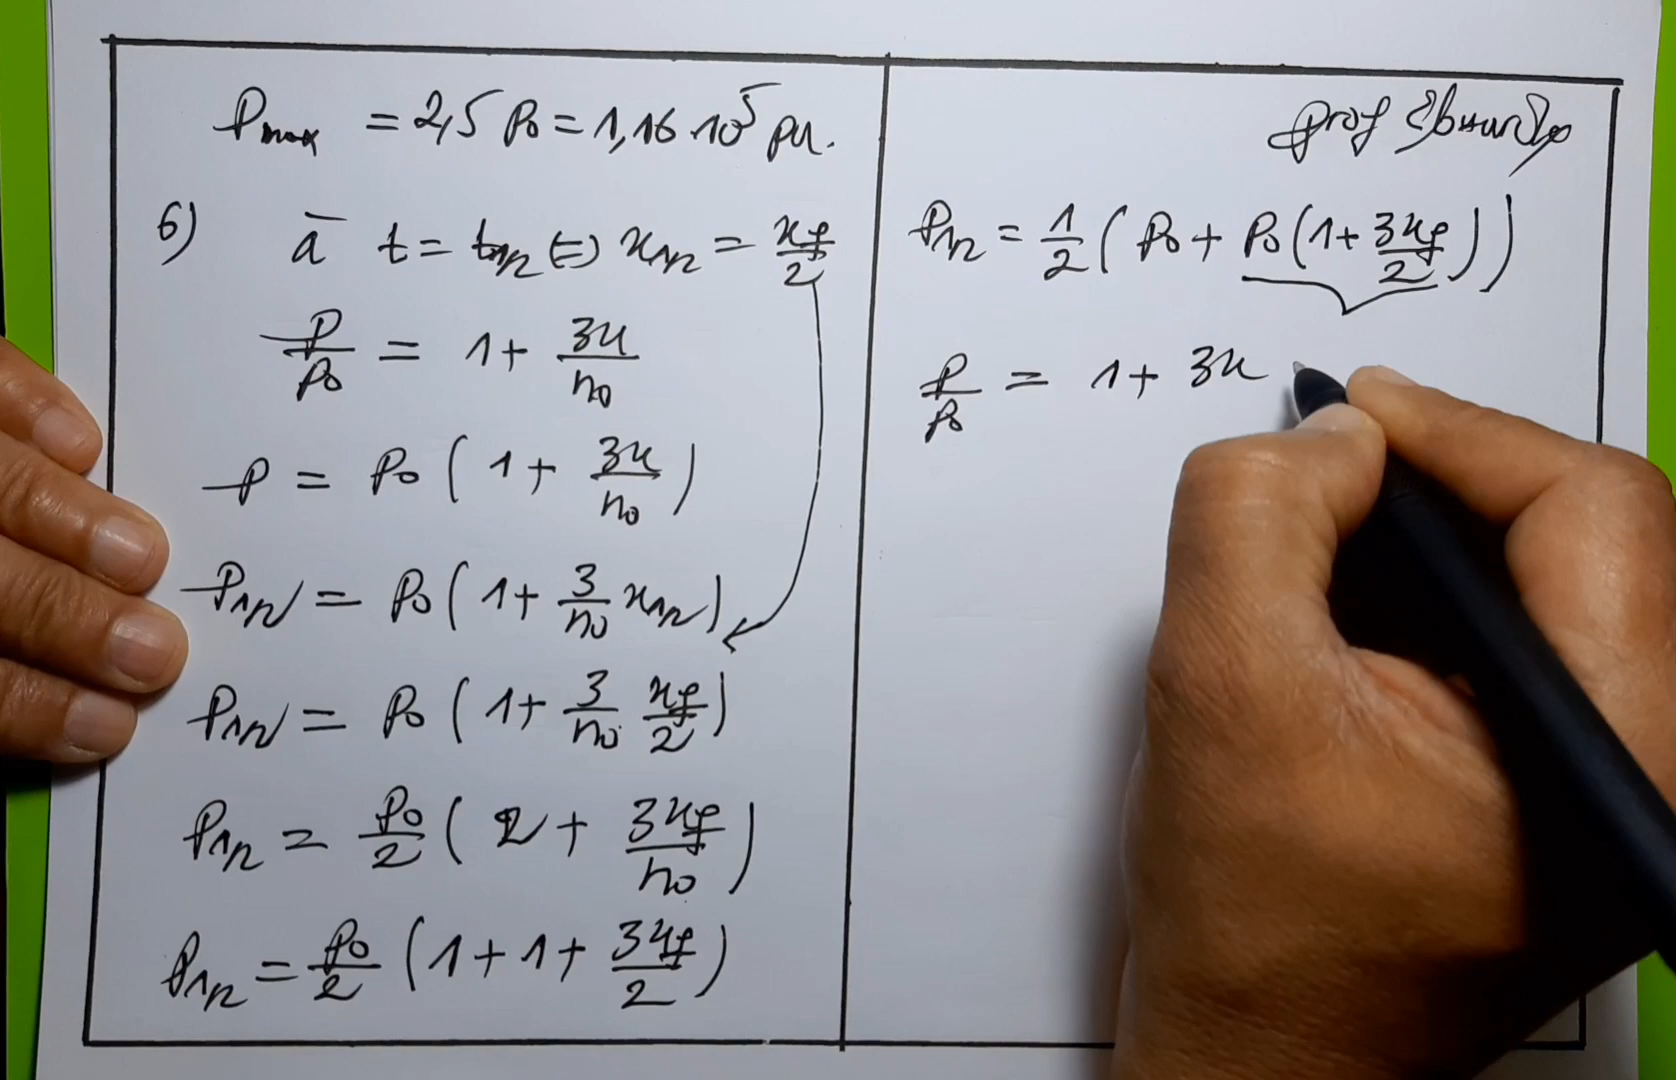 Pmax = 2,5 P0 = 1,16 . 10^5 pa.
6) à t = t1/2 (=) x1/2 = xf/2
P/P0 = 1 + 3x/n0
P = P0 ( 1 + 3x/n0 )
P1/2 = P0 ( 1 + 3/n0 x1/2 )
P1/2 = P0 ( 1 + 3/n0 xf/2 )
P1/2 = P0/2 ( 2 + 3xf/n0 )
P1/2 = P0/2 ( 1 + 1 + 3xf/2 )
prof
P1/2 = 1/2 ( P0 + P0 ( 1 + 3xf/2 ) )
P/P0 = 1 + 3x